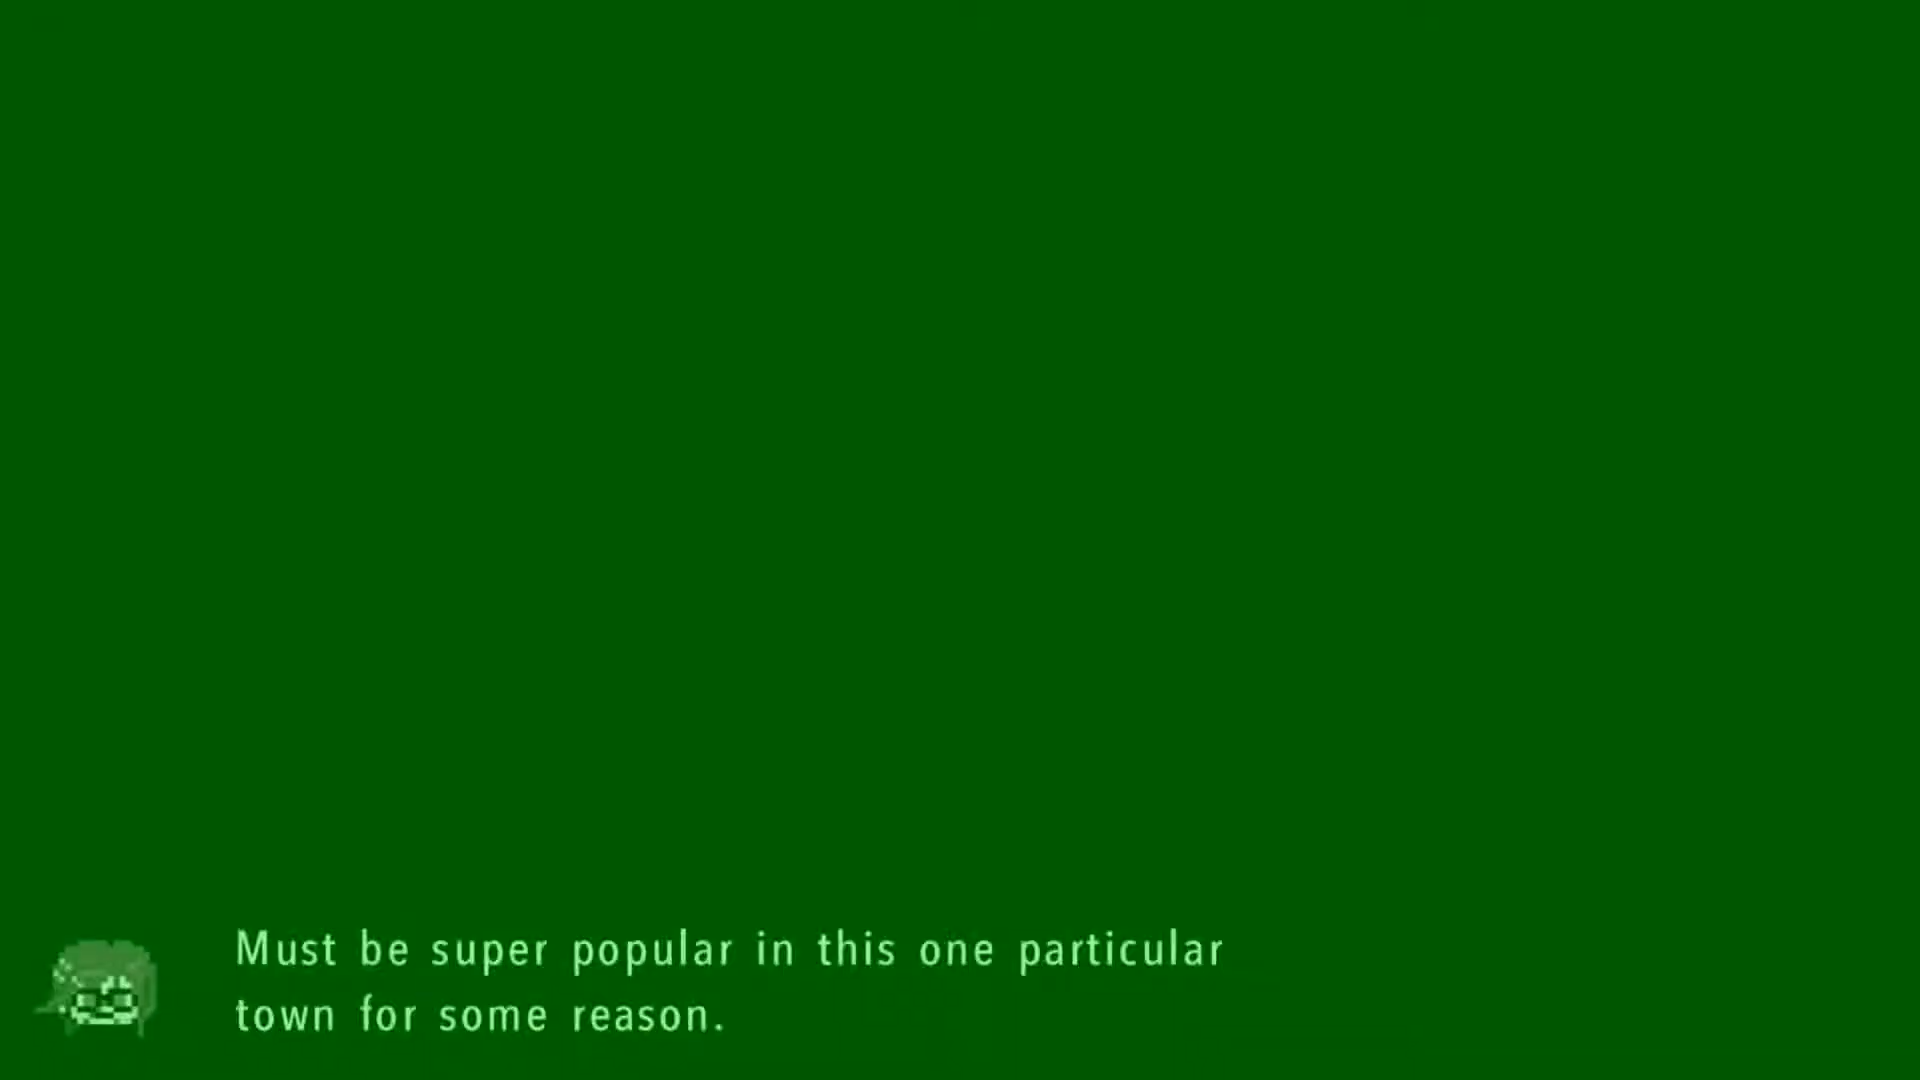 Must be super popular in this one particular
town for some reason.